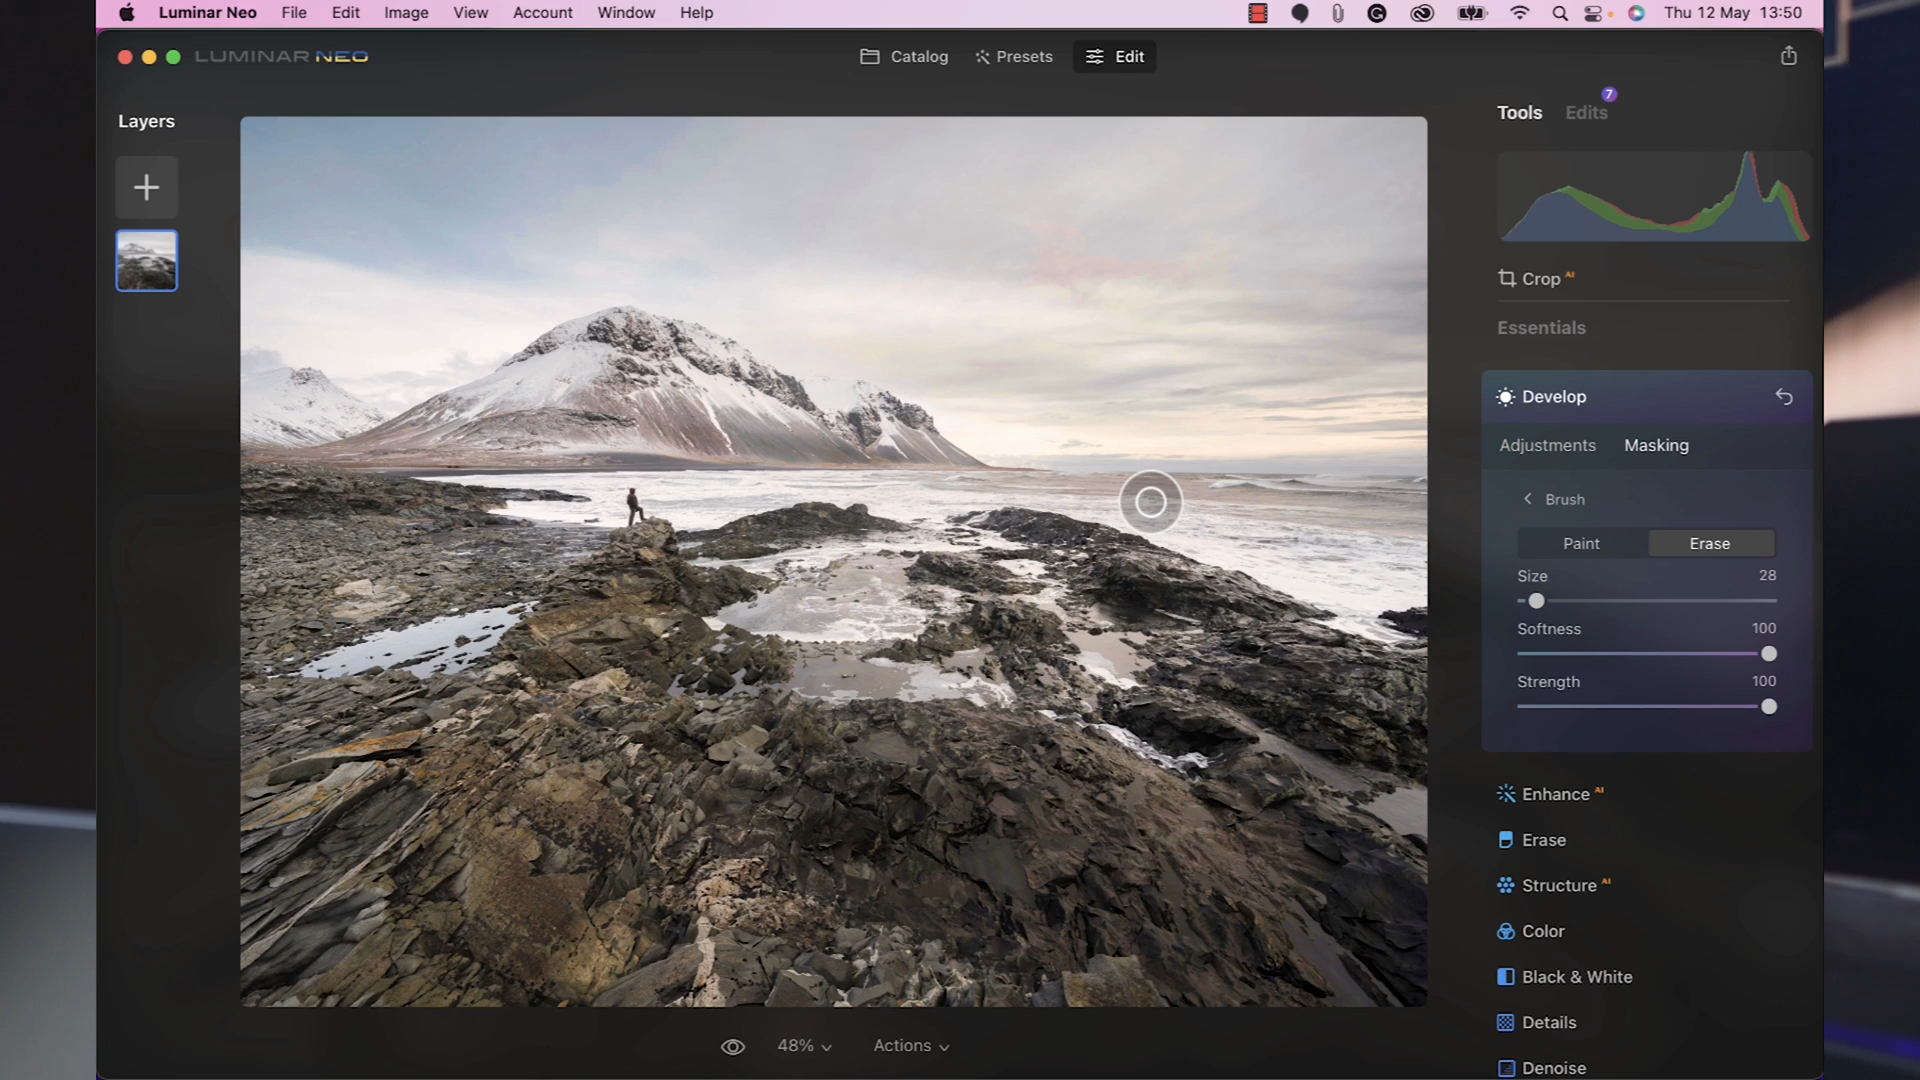 Luminar Neo File Edit Image View Account Window Help Thu 12 May 13:50
LUMINAR NEO Catalog Presets Edit
Layers
Tools Edits 7
Crop AI
Essentials
Develop
Adjustments Masking
Brush
Paint Erase
Size 28
Softness 100
Strength 100
Enhance AI
Erase
Structure AI
Color
Black & White
Details
Denoise
48% Actions